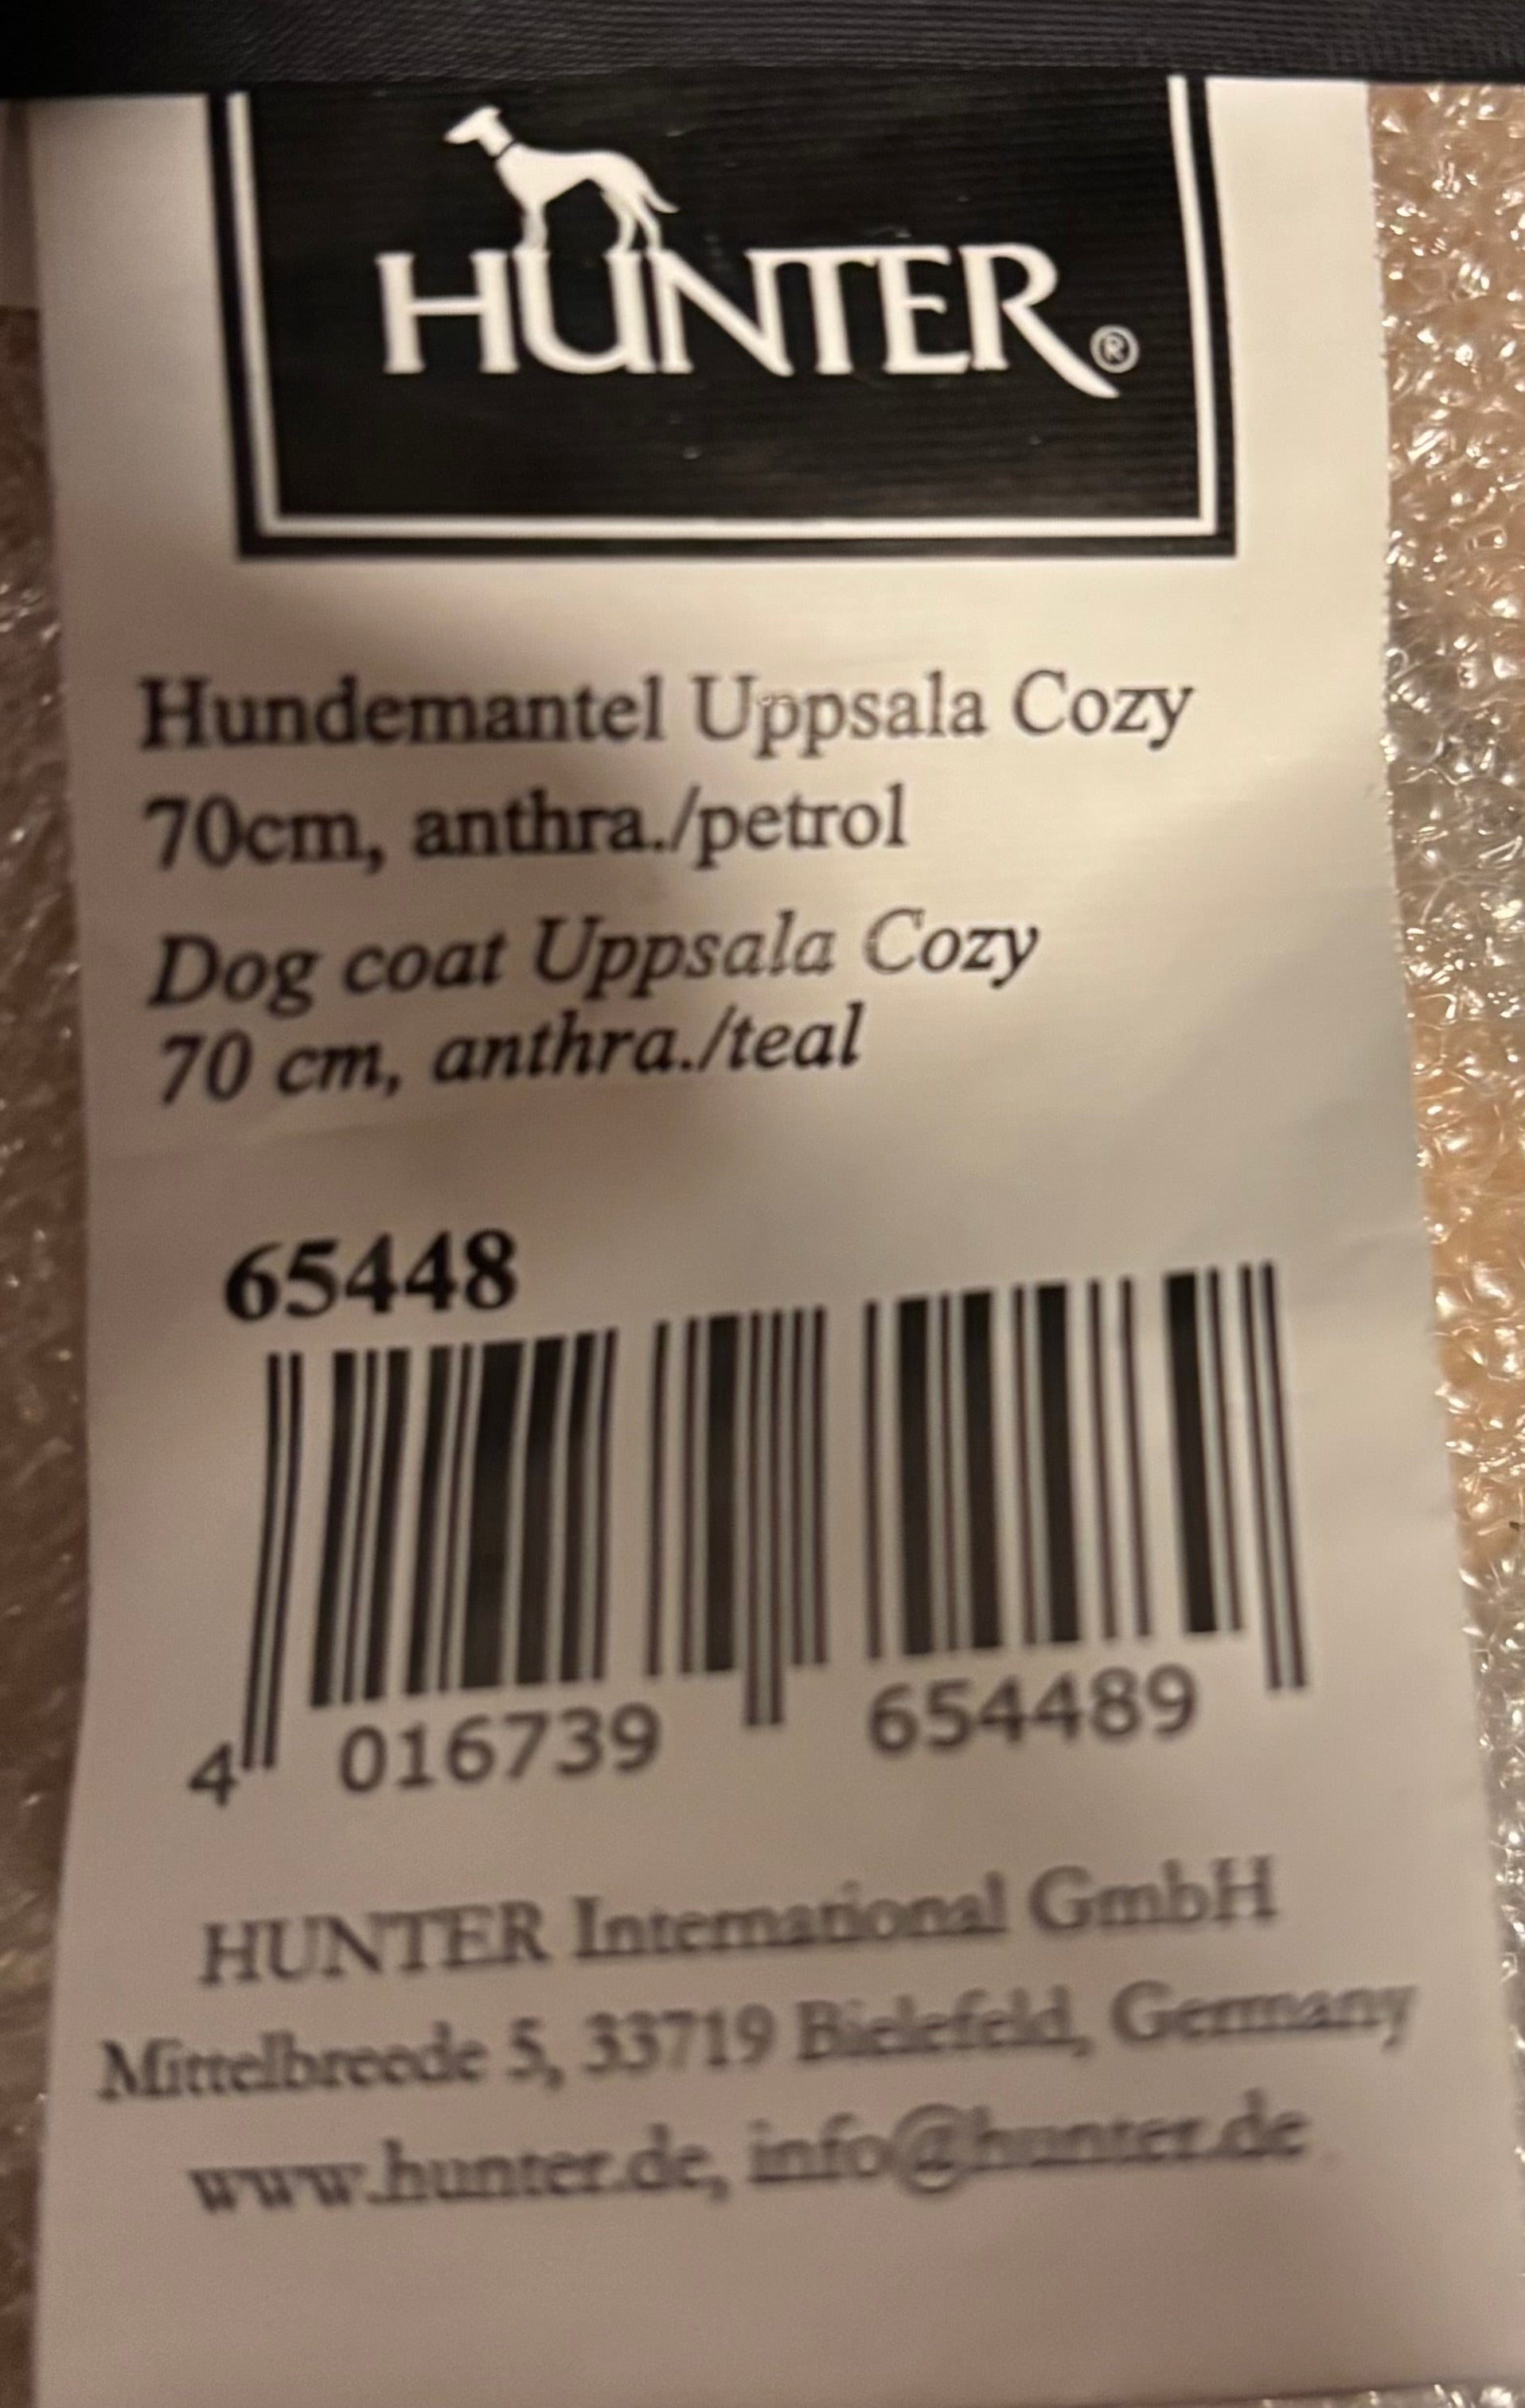 HUNTER®
Hundemantel Uppsala Cozy
70cm, anthra./petrol
Dog coat Uppsala Cozy
70 cm, anthra./teal
65448
4 016739 654489
HUNTER International GmbH
Mittelbreede 5, 33719 Bielefeld, Germany
www.hunter.de, info@hunter.de